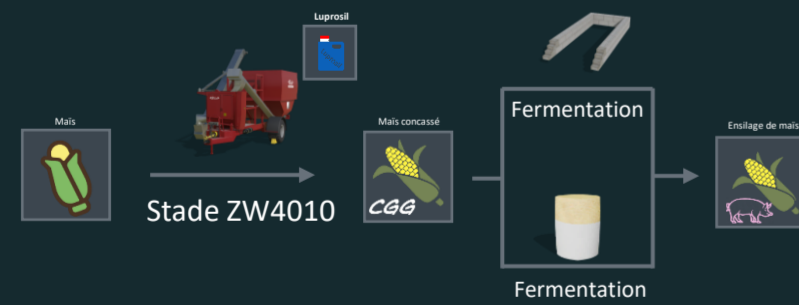 Luprosil
Maïs
Maïs concassé
Fermentation
Ensilage de maïs
CGG
Stade ZW4010
Fermentation